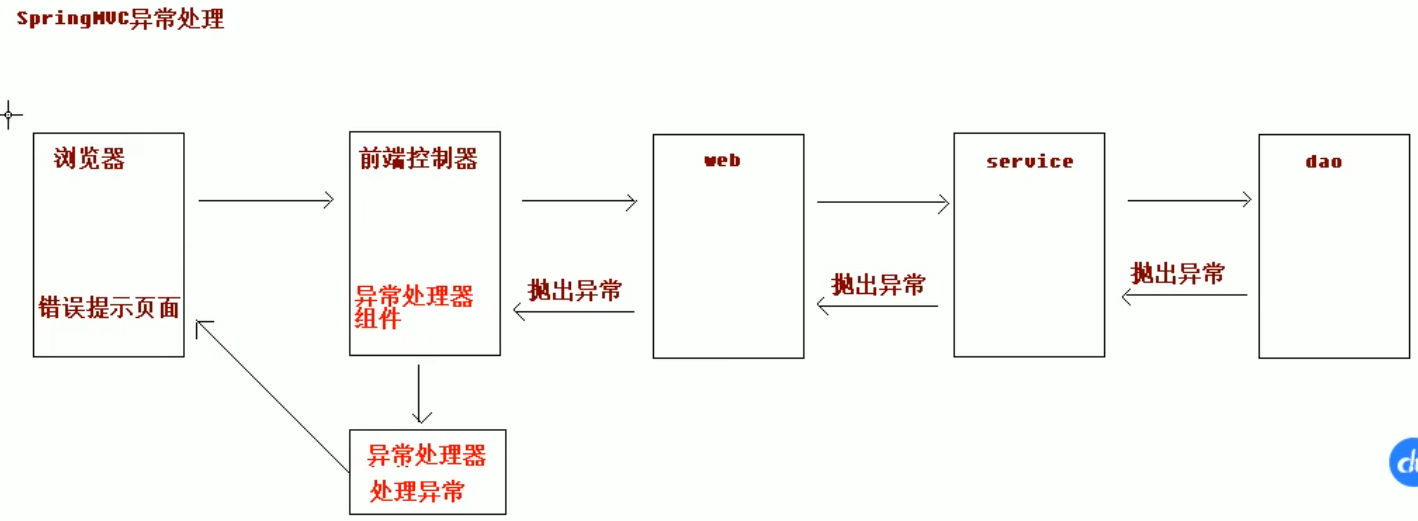 SpringMVC异常处理
浏览器
前端控制器
web
service
dao
抛出异常
抛出异常
抛出异常
错误提示页面
异常处理器
组件
异常处理器
处理异常